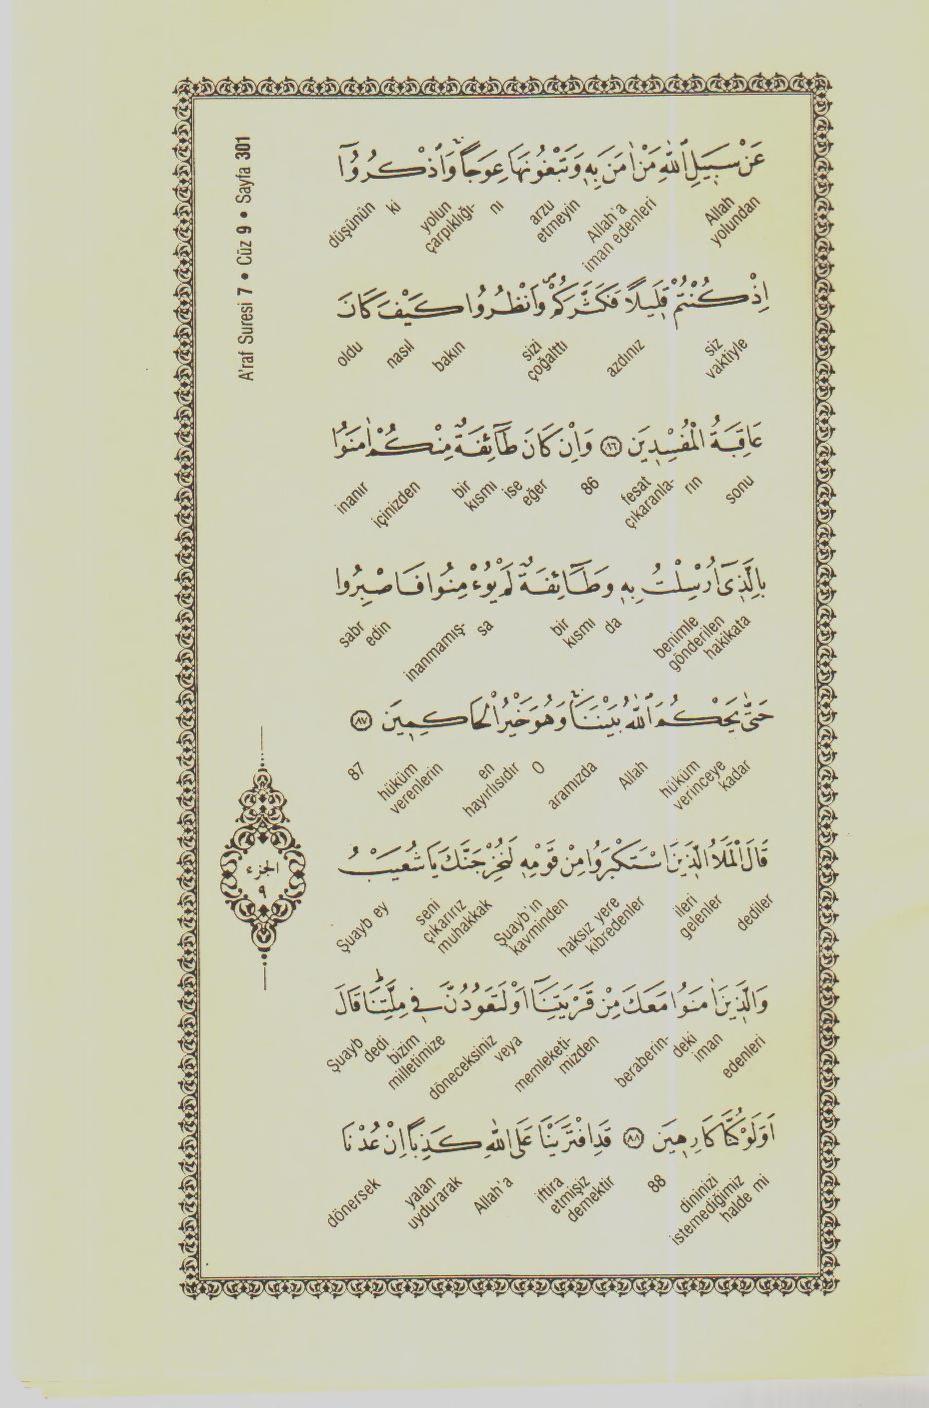 A'raf Suresi 7 • Cüz 9 • Sayfa 301
عَنْ سَبِيلِ اللّٰهِ مَنْ اٰمَنَ بِهِ وَتَبْغُونَهَا عِوَجًاۚ وَاذْكُرُٓوا
Allah yolundan Allah'a iman edenleri arzu etmeyin nı yolun çarpıklığı- ki düşünün
اِذْ كُنْتُمْ قَلِيلًا فَكَثَّرَكُمْۖ وَانْظُرُوا كَيْفَ كَانَ
siz vaktiyle azdınız sizi çoğalttı bakın nasıl oldu
عَاقِبَةُ الْمُفْسِدِينَ ﴿٨٦﴾ وَاِنْ كَانَ طَٓائِفَةٌ مِنْكُمْ اٰمَنُوا
sonu rın fesat çıkaranla- 86 eğer ise bir kısmı içinizden inanır
بِالَّذِٓى اُرْسِلْتُ بِهِ وَطَٓائِفَةٌ لَمْ يُؤْمِنُوا فَاصْبِرُوا
benimle gönderilen hakikata da bir kısmı sa inanmamış- sabr edin
حَتّٰى يَحْكُمَ اللّٰهُ بَيْنَنَاۚ وَهُوَ خَيْرُ الْحَاكِمِينَ ﴿٨٧﴾
hüküm verinceye kadar Allah aramızda O en hayırlısıdır hüküm verenlerin 87
الجزء
٩
قَالَ الْمَلَاُ الَّذِينَ اسْتَكْبَرُوا مِنْ قَوْمِهِ لَنُخْرِجَنَّكَ يَا شُعَيْبُ
dediler ileri gelenler haksız yere kibredenler Şuayb'ın kavminden seni çıkarırız muhakkak Şuayb ey
وَالَّذِينَ اٰمَنُوا مَعَكَ مِنْ قَرْيَتِنَٓا اَوْ لَتَعُودُنَّ فِى مِلَّتِنَاۜ قَالَ
edenleri iman deki beraberin- memleketi- mizden veya döneceksiniz bizim milletimize dedi Şuayb
اَوَلَوْ كُنَّا كَارِهِينَ ﴿٨٨﴾ قَدِ افْتَرَيْنَا عَلَى اللّٰهِ كَذِبًا اِنْ عُدْنَا
dininizi istemediğimiz halde mi 88 iftira etmişiz demektir Allah'a yalan uydurarak dönersek